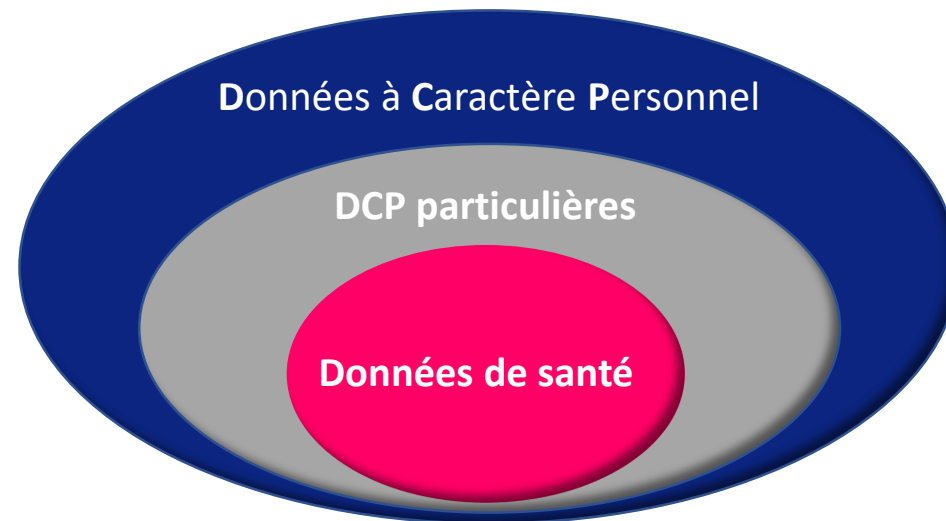 Données à Caractère Personnel
DCP particulières
Données de santé